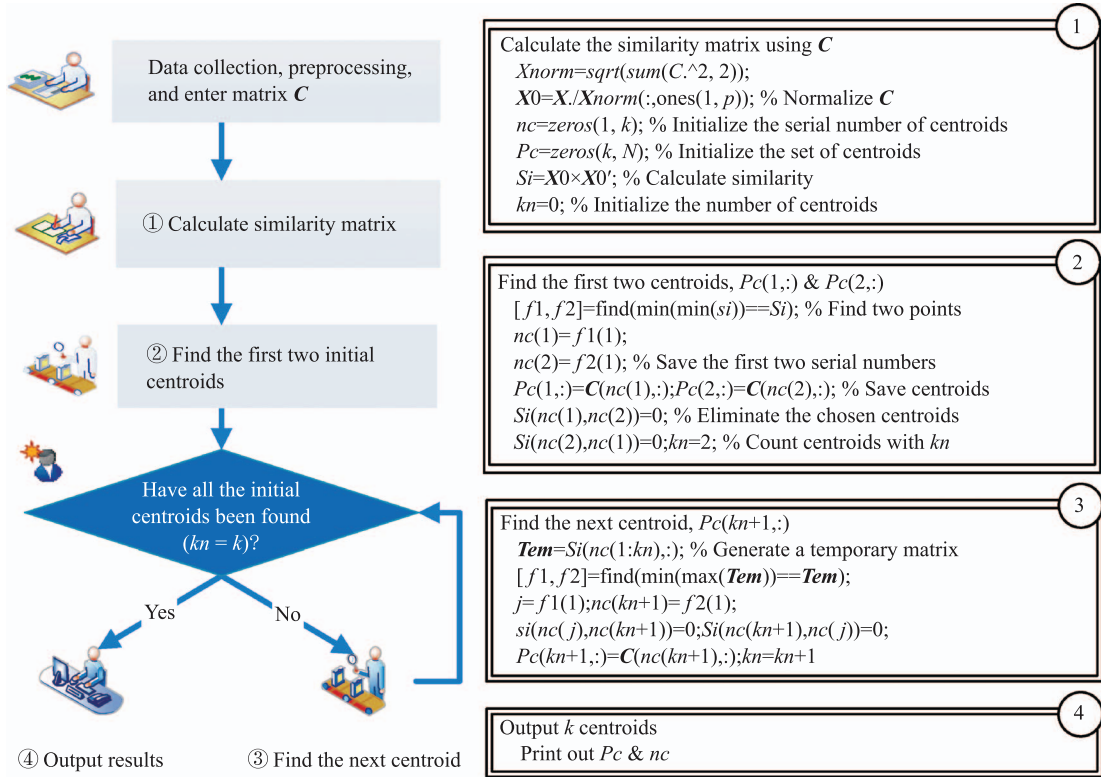 Data collection, preprocessing,
and enter matrix C
① Calculate similarity matrix
② Find the first two initial
centroids
Have all the initial
centroids been found
(kn = k)?
Yes
No
④ Output results
③ Find the next centroid
1
Calculate the similarity matrix using C
Xnorm=sqrt(sum(C.^2, 2));
X0=X./Xnorm(:,ones(1, p)); % Normalize C
nc=zeros(1, k); % Initialize the serial number of centroids
Pc=zeros(k, N); % Initialize the set of centroids
Si=X0×X0′; % Calculate similarity
kn=0; % Initialize the number of centroids
2
Find the first two centroids, Pc(1,:) & Pc(2,:)
[f1, f2]=find(min(min(si))==Si); % Find two points
nc(1)= f1(1);
nc(2)= f2(1); % Save the first two serial numbers
Pc(1,:)=C(nc(1),:);Pc(2,:)=C(nc(2),:); % Save centroids
Si(nc(1),nc(2))=0; % Eliminate the chosen centroids
Si(nc(2),nc(1))=0;kn=2; % Count centroids with kn
3
Find the next centroid, Pc(kn+1,:)
Tem=Si(nc(1:kn),:); % Generate a temporary matrix
[f1, f2]=find(min(max(Tem))==Tem);
j= f1(1);nc(kn+1)= f2(1);
si(nc( j),nc(kn+1))=0;Si(nc(kn+1),nc( j))=0;
Pc(kn+1,:)=C(nc(kn+1),:);kn=kn+1
4
Output k centroids
Print out Pc & nc